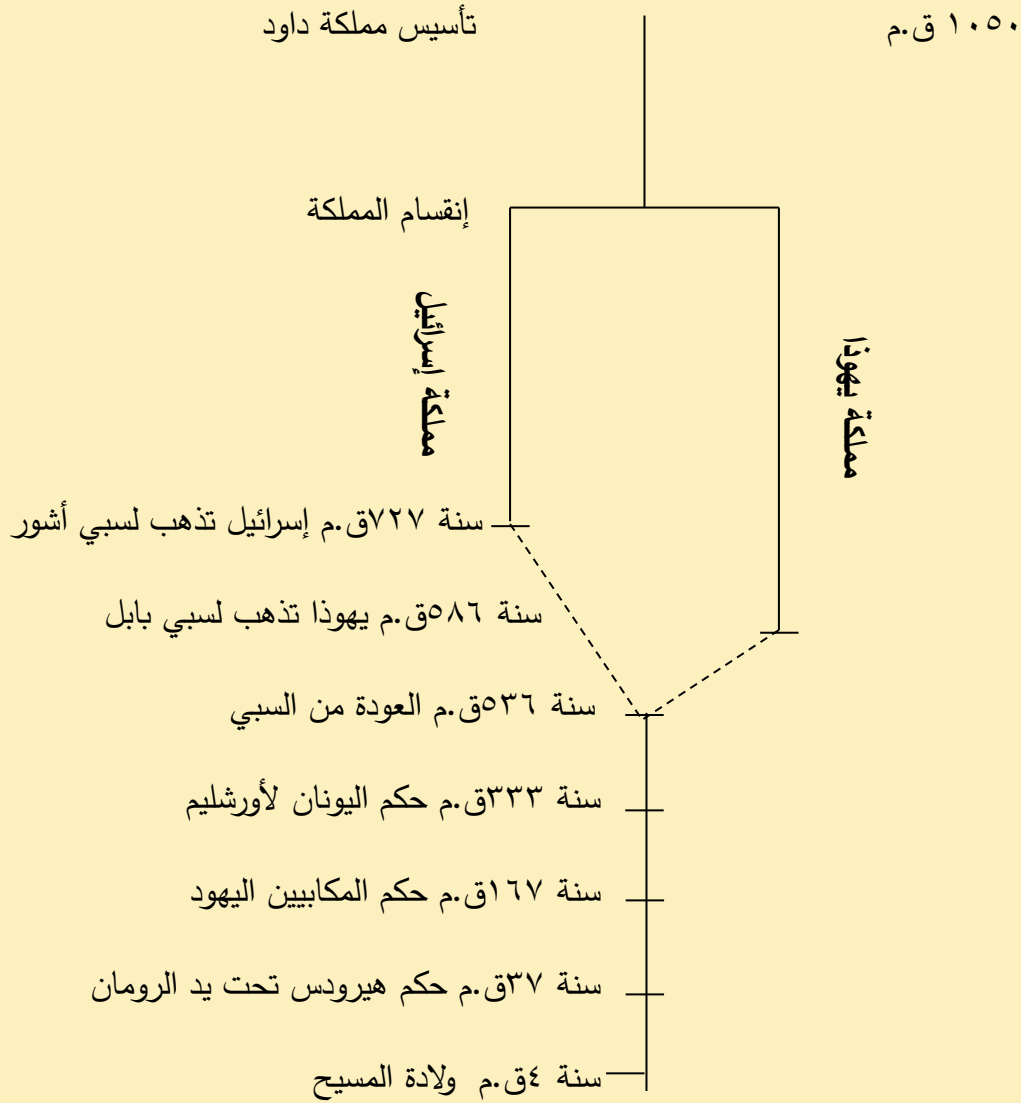 ١٠٥٠ ق.م تأسيس مملكة داود
إنقسام المملكة
مملكة يهوذا
مملكة إسرائيل
سنة ٧٢٧ق.م إسرائيل تذهب لسبي أشور
سنة ٥٨٦ق.م يهوذا تذهب لسبي بابل
سنة ٥٣٦ق.م العودة من السبي
سنة ٣٣٣ق.م حكم اليونان لأورشليم
سنة ١٦٧ق.م حكم المكابيين اليهود
سنة ٣٧ق.م حكم هيرودس تحت يد الرومان
سنة ٤ق.م ولادة المسيح